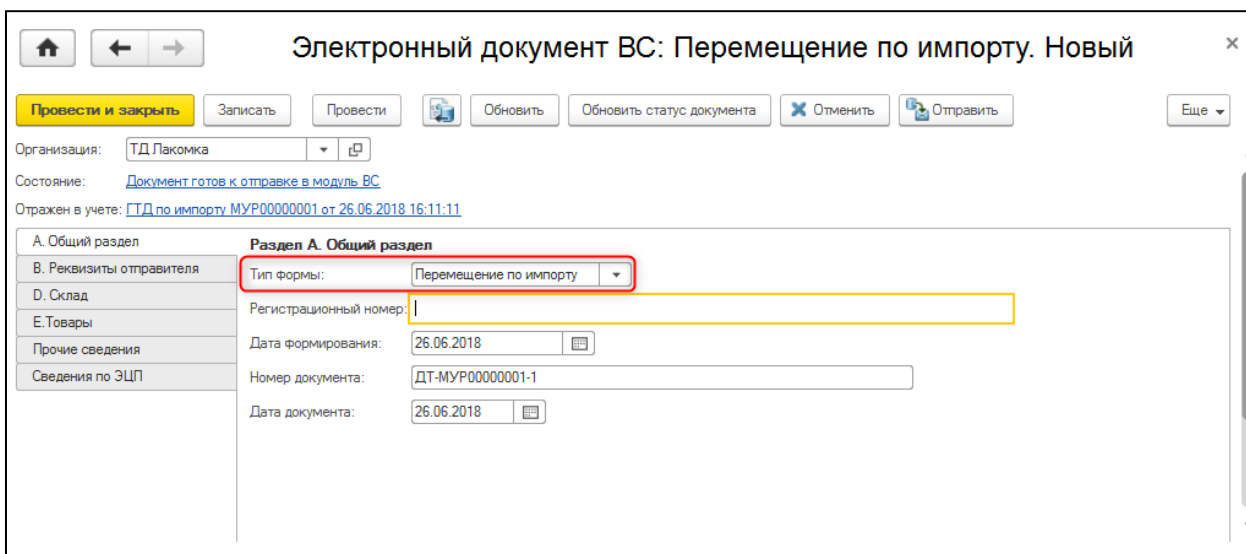 Электронный документ ВС: Перемещение по импорту. Новый
Провести и закрыть Записать Провести Обновить Обновить статус документа Отменить Отправить Еще
Организация: ТД Лакомка
Состояние: Документ готов к отправке в модуль ВС
Отражен в учете: ГТД по импорту МУР00000001 от 26.06.2018 16:11:11
А. Общий раздел
В. Реквизиты отправителя
D. Склад
Е.Товары
Прочие сведения
Сведения по ЭЦП
Раздел А. Общий раздел
Тип формы: Перемещение по импорту
Регистрационный номер:
Дата формирования: 26.06.2018
Номер документа: ДТ-МУР00000001-1
Дата документа: 26.06.2018